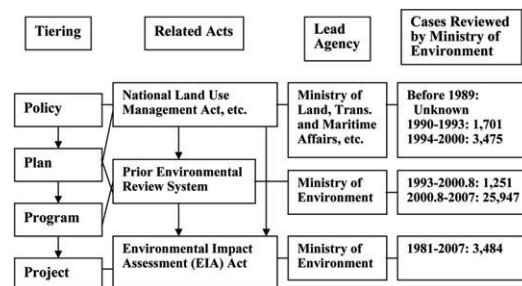 Tiering
Related Acts
Lead
Agency
Cases Reviewed
by Ministry of
Environment
Policy
Plan
Program
Project
National Land Use
Management Act, etc.
Prior Environmental
Review System
Environmental Impact
Assessment (EIA) Act
Ministry of
Land, Trans.
and Maritime
Affairs, etc.
Ministry of
Environment
Ministry of
Environment
Before 1989:
Unknown
1990-1993: 1,701
1994-2000: 3,475
1993-2000.8: 1,251
2000.8-2007: 25,947
1981-2007: 3,484